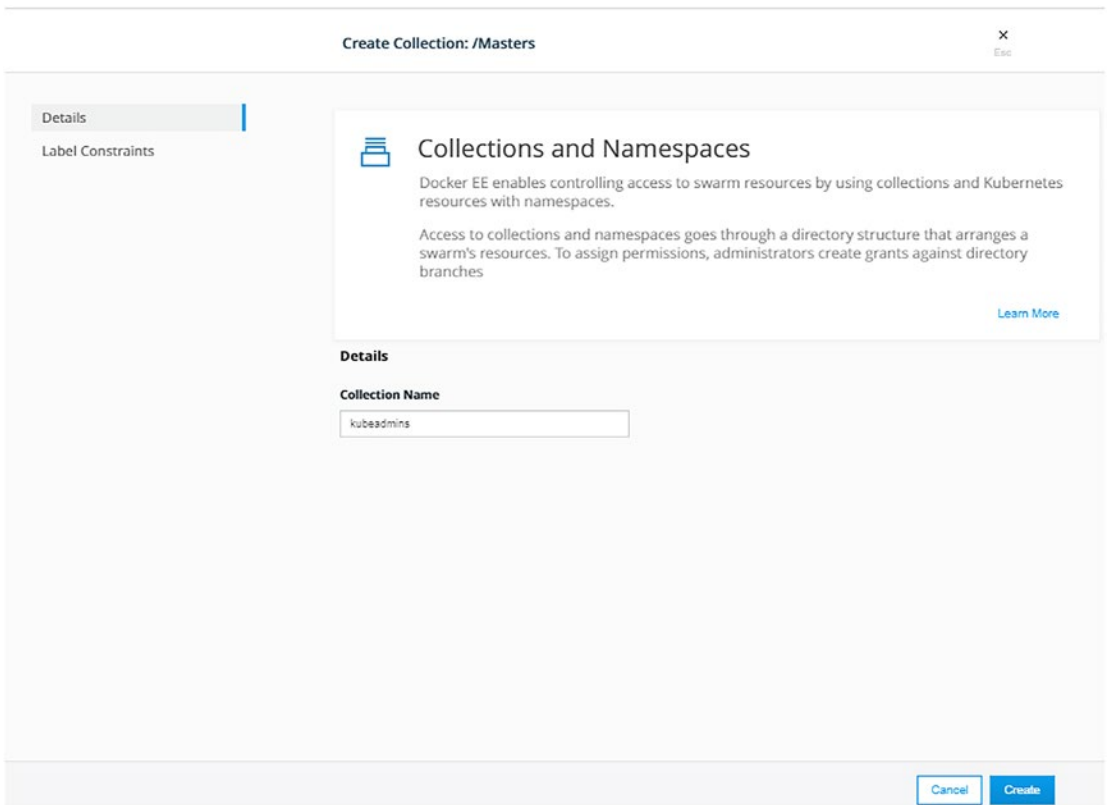 Create Collection: /Masters
×
Esc
Details
Label Constraints
Collections and Namespaces
Docker EE enables controlling access to swarm resources by using collections and Kubernetes
resources with namespaces.
Access to collections and namespaces goes through a directory structure that arranges a
swarm's resources. To assign permissions, administrators create grants against directory
branches
Learn More
Details
Collection Name
kubeadmins
Cancel
Create